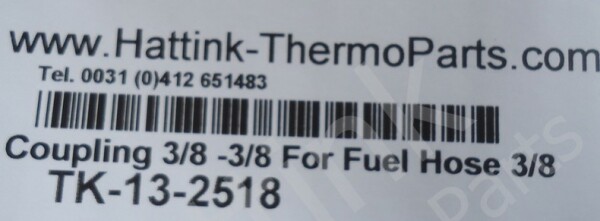 www.Hattink-ThermoParts.com
Tel. 0031 (0)412 651483
Coupling 3/8 -3/8 For Fuel Hose 3/8
TK-13-2518
Parts